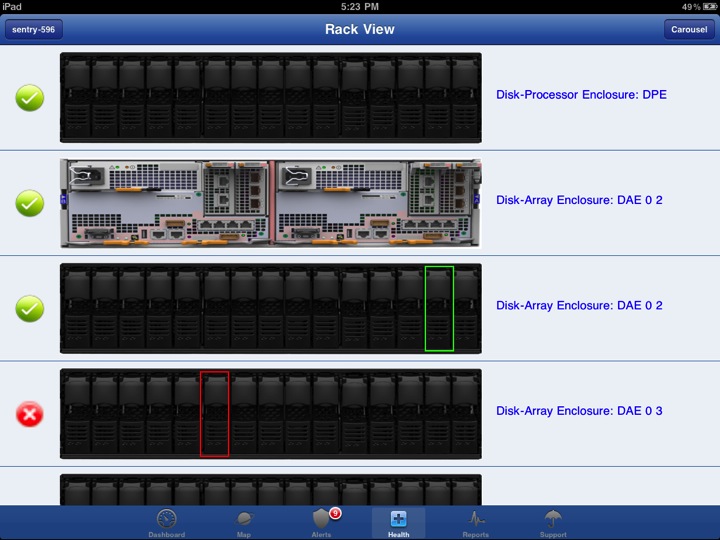 iPad
5:23 PM
49%
sentry-596
Rack View
Carousel
Disk-Processor Enclosure: DPE
Disk-Array Enclosure: DAE 0 2
Disk-Array Enclosure: DAE 0 2
Disk-Array Enclosure: DAE 0 3
9
Dashboard
Map
Alerts
Health
Reports
Support